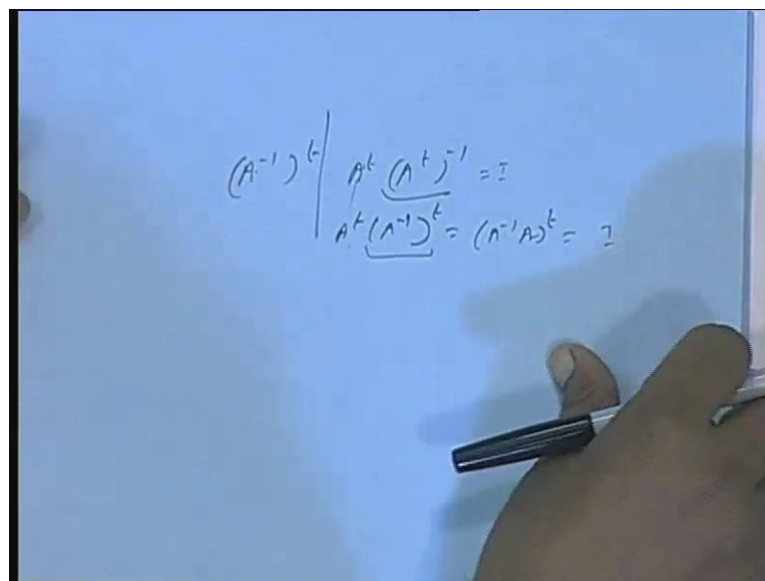 (A⁻¹)ᵗ | Aᵗ (Aᵗ)⁻¹ = I
Aᵗ (A⁻¹)ᵗ = (A⁻¹A)ᵗ = I